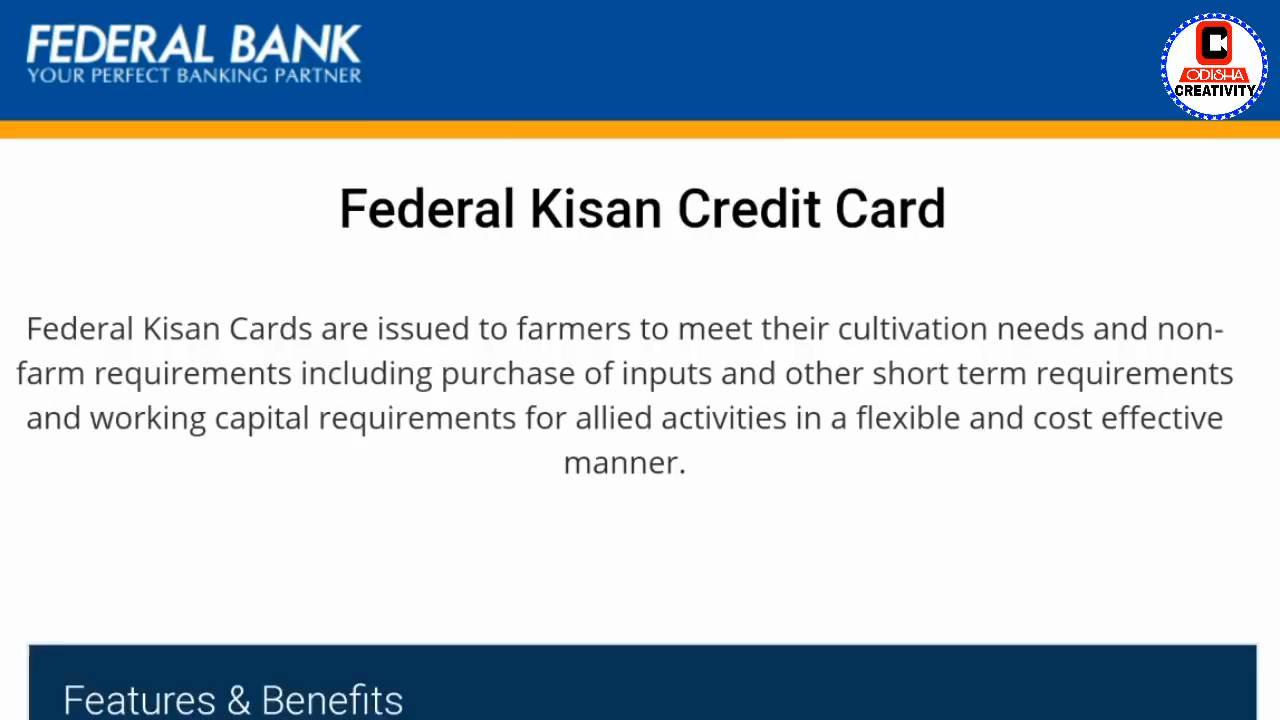 FEDERAL BANK
YOUR PERFECT BANKING PARTNER
ODISHA
CREATIVITY
Federal Kisan Credit Card
Federal Kisan Cards are issued to farmers to meet their cultivation needs and non-
farm requirements including purchase of inputs and other short term requirements
and working capital requirements for allied activities in a flexible and cost effective
manner.
Features & Benefits